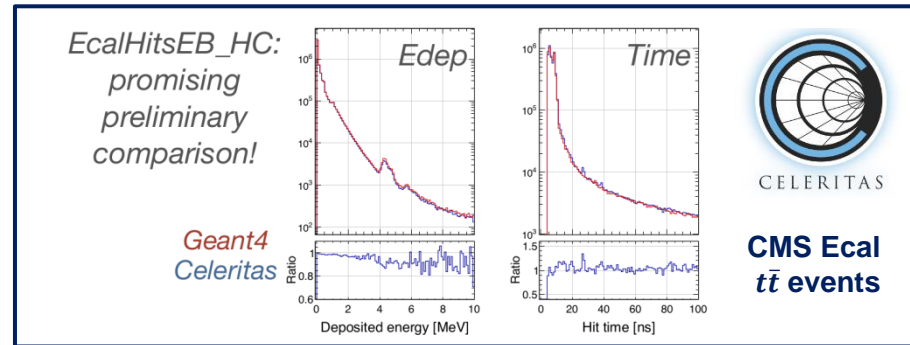 EcalHitsEB_HC:
promising
preliminary
comparison!
Geant4
Celeritas
Edep
10⁶
10⁵
10⁴
10³
10²
Ratio
1
0.8
0.6
0 2 4 6 8 10
Deposited energy [MeV]
Time
10⁶
10⁵
10⁴
10³
Ratio
1.5
1.0
0.5
0 20 40 60 80 100
Hit time [ns]
CELERITAS
CMS Ecal
tt̄ events